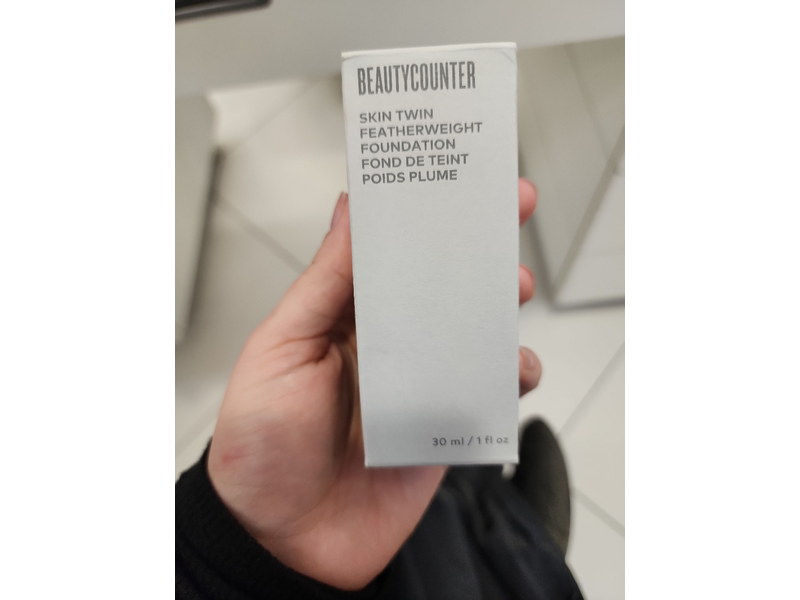 BEAUTYCOUNTER
SKIN TWIN
FEATHERWEIGHT
FOUNDATION
FOND DE TEINT
POIDS PLUME
30 ml / 1 fl oz